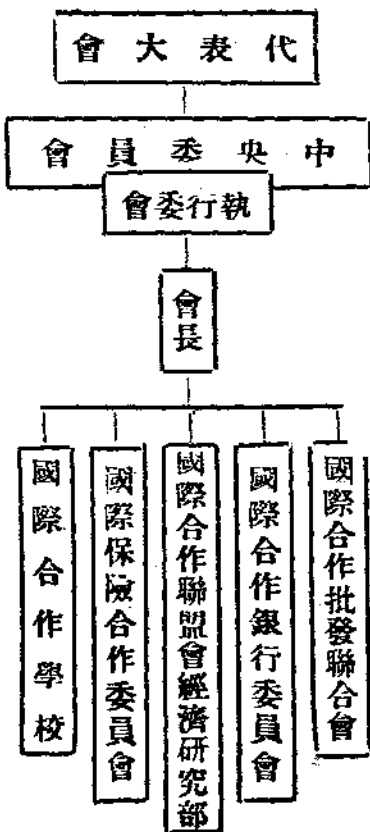 代表大會
中央委員會
執行委會
會長
國際合作批發聯合會
國際合作銀行委員會
國際合作聯盟會經濟研究部
國際保險合作委員會
國際合作學校